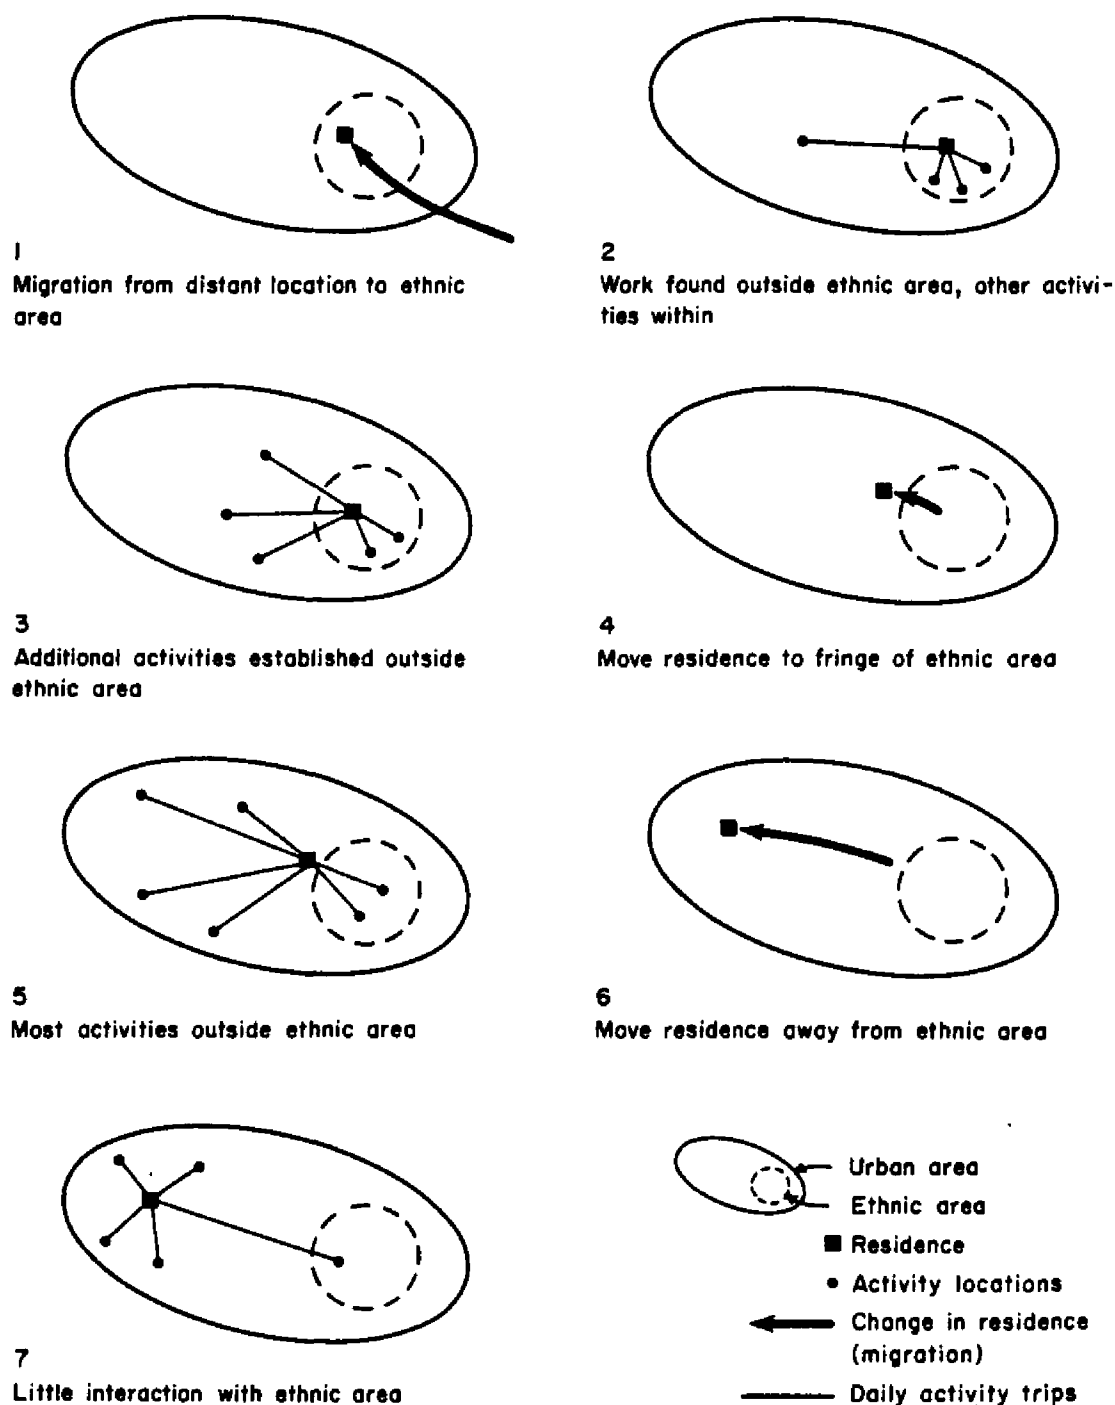 1
Migration from distant location to ethnic
area
2
Work found outside ethnic area, other activi-
ties within
3
Additional activities established outside
ethnic area
4
Move residence to fringe of ethnic area
5
Most activities outside ethnic area
6
Move residence away from ethnic area
7
Little interaction with ethnic area
Urban area
Ethnic area
Residence
Activity locations
Change in residence
(migration)
Daily activity trips